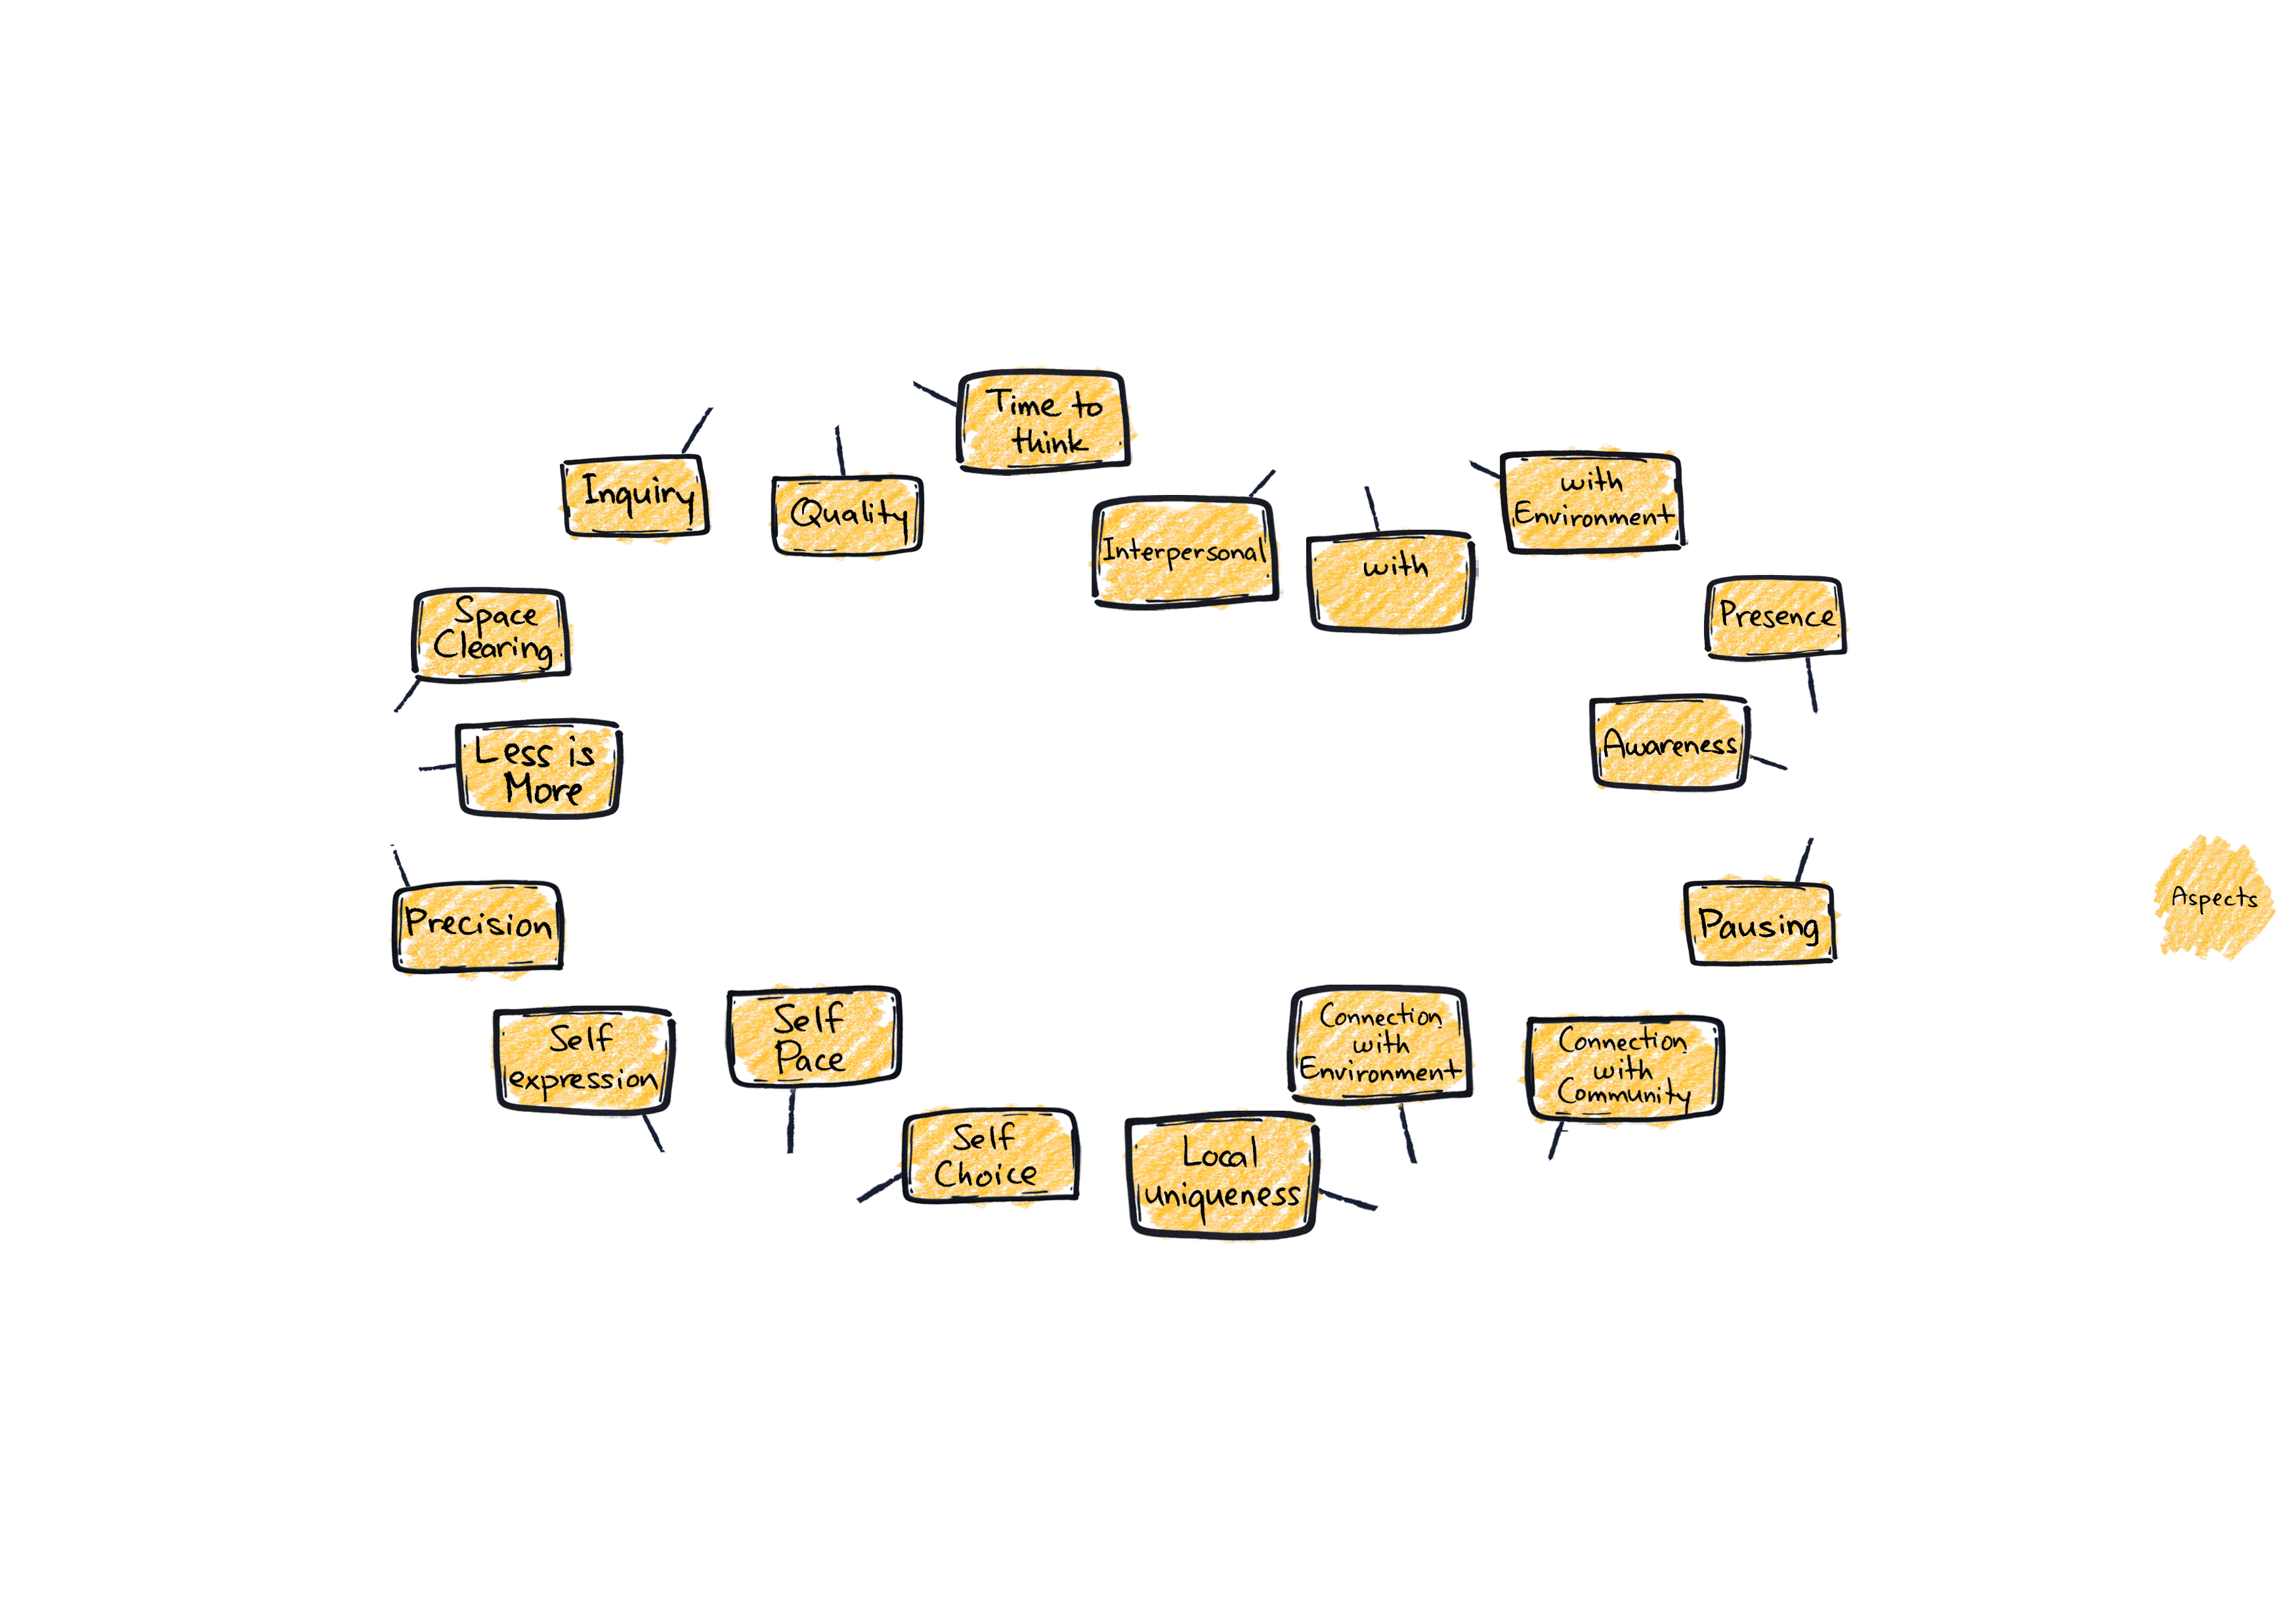 Time to
think
Inquiry
Quality
with
Environment
Interpersonal
with
Space
Clearing
Presence
Less is
More
Awareness
Precision
Pausing
Aspects
Self
expression
Self
Pace
Connection
with
Environment
Connection
with
Community
Self
Choice
Local
uniqueness